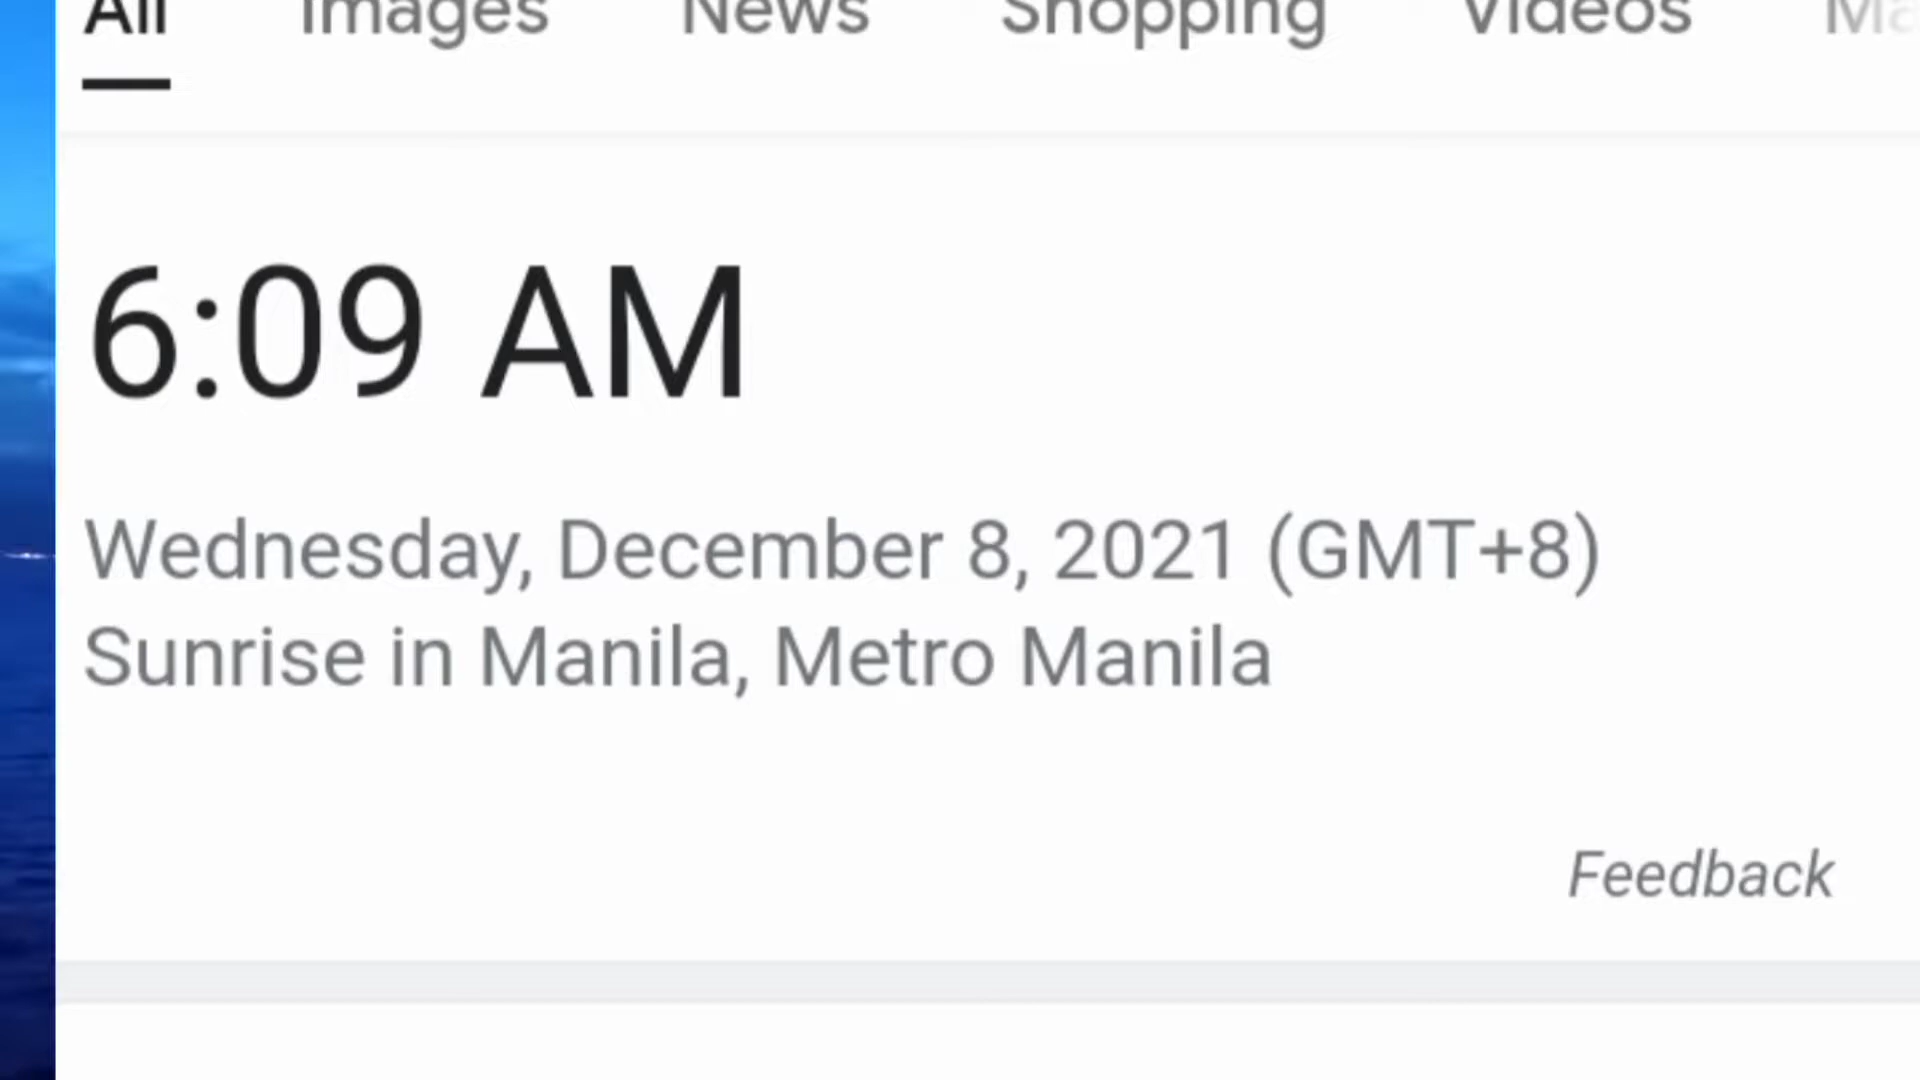 All Images News Shopping Videos
6:09 AM
Wednesday, December 8, 2021 (GMT+8)
Sunrise in Manila, Metro Manila
Feedback